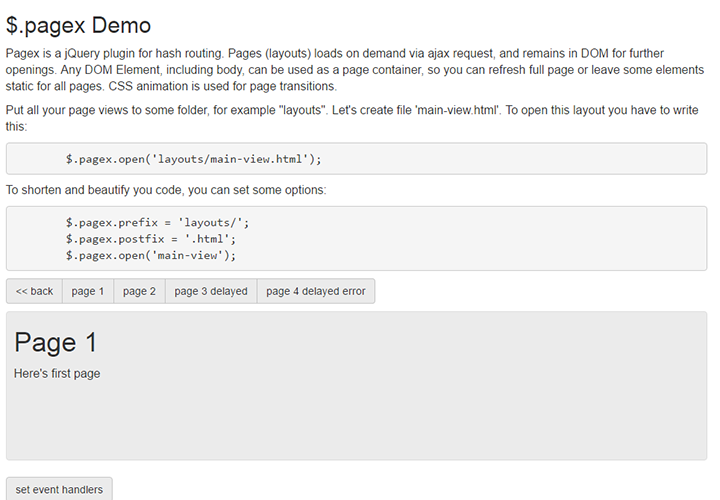 $.pagex Demo
Pagex is a jQuery plugin for hash routing. Pages (layouts) loads on demand via ajax request, and remains in DOM for further
openings. Any DOM Element, including body, can be used as a page container, so you can refresh full page or leave some elements
static for all pages. CSS animation is used for page transitions.
Put all your page views to some folder, for example "layouts". Let's create file 'main-view.html'. To open this layout you have to write
this:
$.pagex.open('layouts/main-view.html');
To shorten and beautify you code, you can set some options:
$.pagex.prefix = 'layouts/';
$.pagex.postfix = '.html';
$.pagex.open('main-view');
<< back page 1 page 2 page 3 delayed page 4 delayed error
Page 1
Here's first page
set event handlers